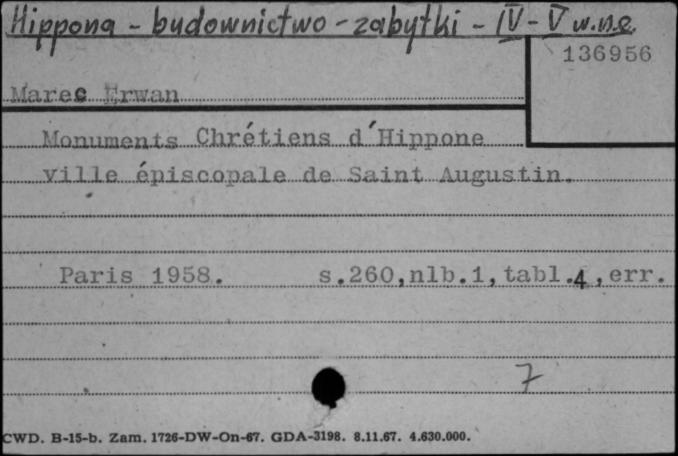 Hippona - budownictwo - zabytki - IV - V w.n.e.
136956
Marec Erwan
Monuments Chrétiens d'Hippone
ville épiscopale de Saint Augustin.
Paris 1958. s.260,nlb.1,tabl.4,err.
7
CWD. B-15-b. Zam. 1726-DW-On-67. GDA-3198. 8.11.67. 4.630.000.